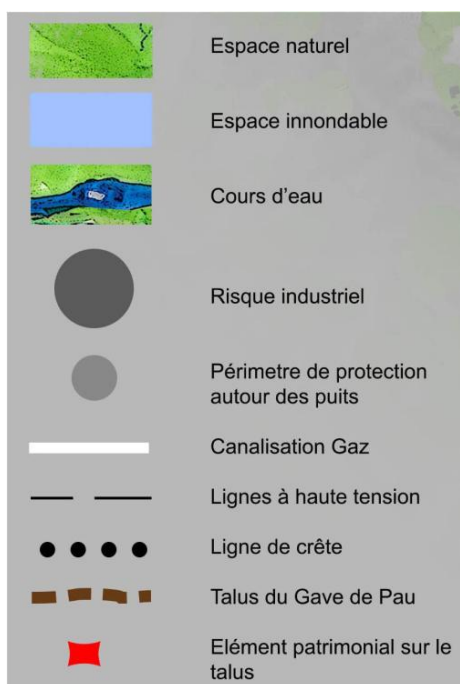 Espace naturel
Espace innondable
Cours d'eau
Risque industriel
Périmetre de protection
autour des puits
Canalisation Gaz
Lignes à haute tension
Ligne de crête
Talus du Gave de Pau
Elément patrimonial sur le
talus